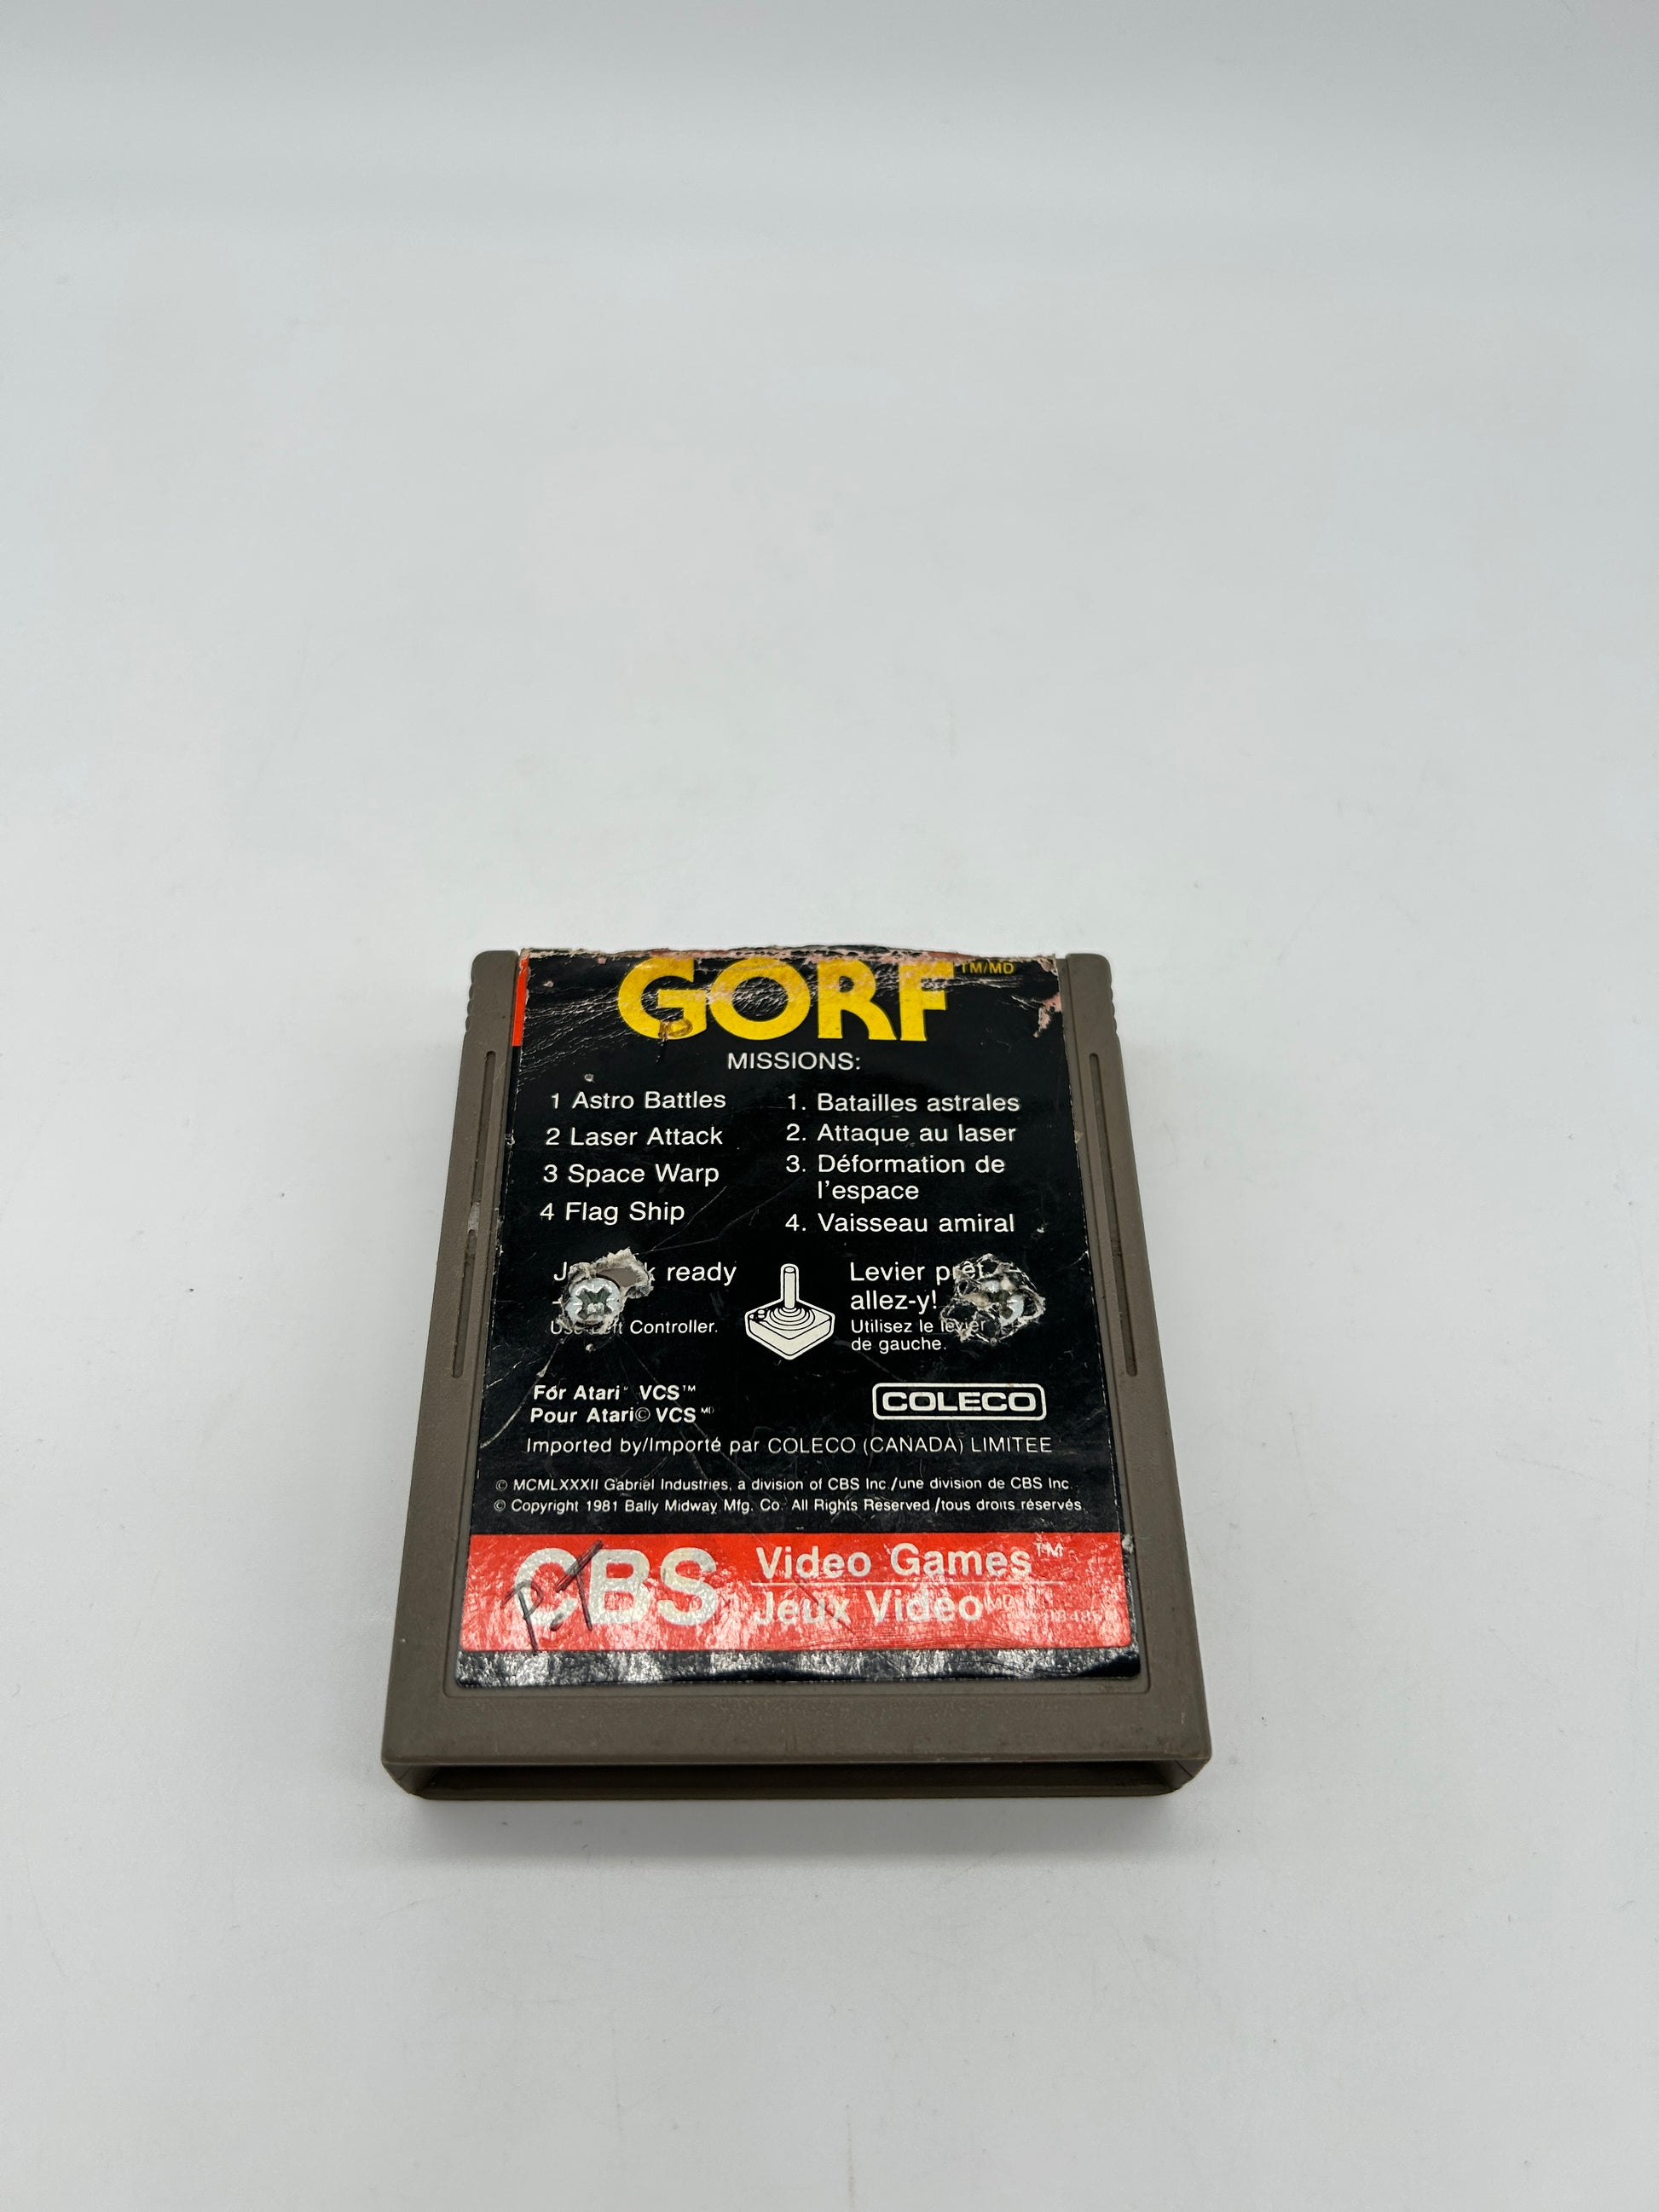 GORF TM/MD
MISSIONS:
1 Astro Battles
2 Laser Attack
3 Space Warp
4 Flag Ship
1. Batailles astrales
2. Attaque au laser
3. Déformation de
l'espace
4. Vaisseau amiral
ready
Controller.
Levier prêt
allez-y!
Utilisez le levier
de gauche.
For Atari VCS™
Pour Atari© VCS MD
COLECO
Imported by/Importé par COLECO (CANADA) LIMITEE
© MCMLXXXII Gabriel Industries, a division of CBS Inc./une division de CBS Inc.
© Copyright 1981 Bally Midway Mfg. Co. All Rights Reserved/tous droits réservés
CBS Video Games™
Jeux Vidéo MD
P.T